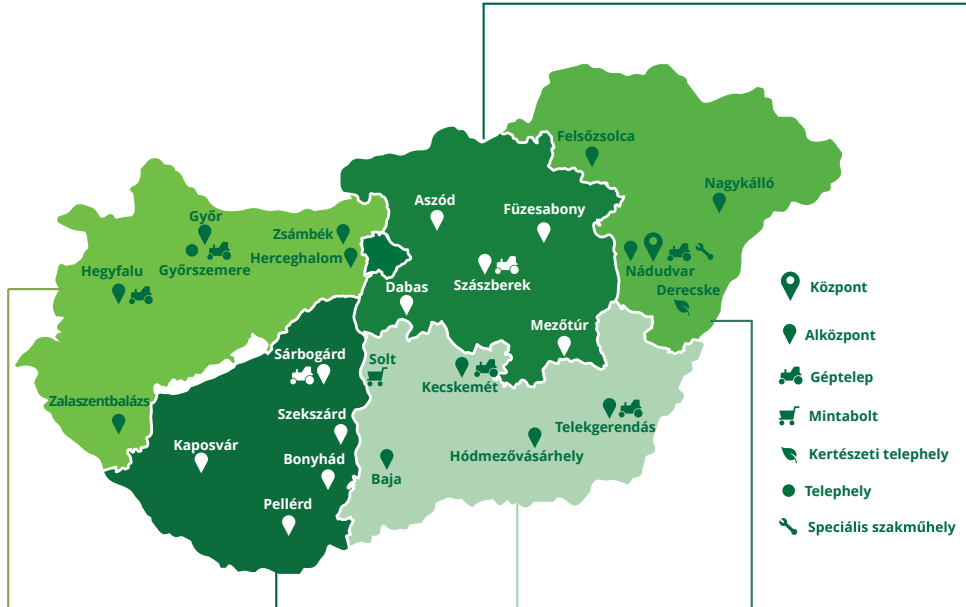 Felsőzsolca
Nagykálló
Aszód
Füzesabony
Győr
Zsámbék
Győrszemere
Herceghalom
Hegyfalu
Nádudvar
Derecske
Dabas
Szászberek
Mezőtúr
Sárbogárd
Solt
Kecskemét
Zalaszentbalázs
Szekszárd
Telekgerendás
Kaposvár
Bonyhád
Hódmezővásárhely
Baja
Pellérd
Központ
Alközpont
Géptelep
Mintabolt
Kertészeti telephely
Telephely
Speciális szakműhely